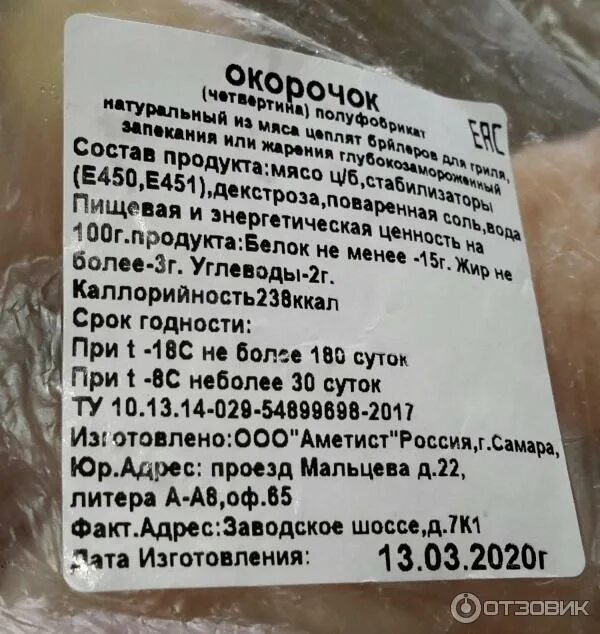 окорочок
(четвертина) полуфобрикат
натуральный из мяса цеплят брйлеров для гриля,
запекания или жарения глубокозамороженный
EAC
Состав продукта:мясо ц/б,стабилизаторы
(Е450,Е451),декстроза,поваренная соль,вода
Пищевая и энергетическая ценность на
100г.продукта:Белок не менее -15г. Жир не
более-3г. Углеводы-2г.
Каллорийность238ккал
Срок годности:
При t -18С не более 180 суток
При t -8С неболее 30 суток
ТУ 10.13.14-029-54899698-2017
Изготовлено:ООО"Аметист"Россия,г.Самара,
Юр.Адрес: проезд Мальцева д.22,
литера А-А8,оф.65
Факт.Адрес:Заводское шоссе,д.7К1
Дата Изготовления: 13.03.2020г
ОТЗОВИК